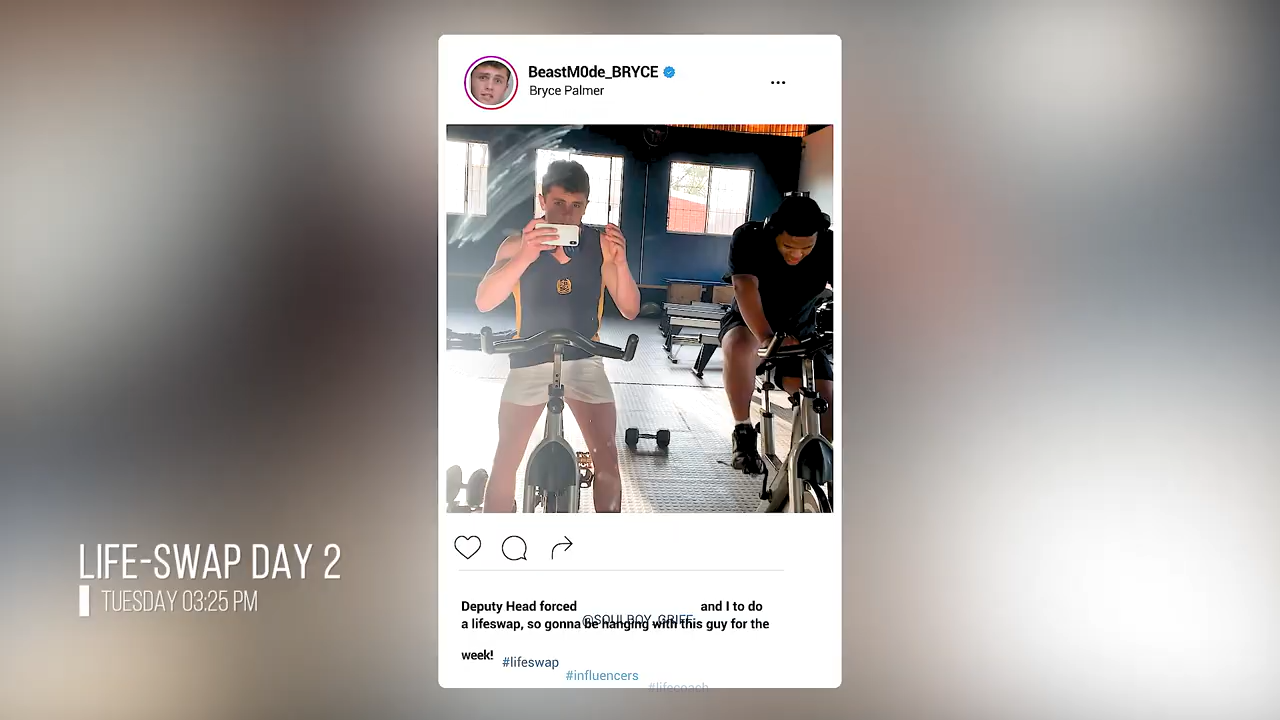 BeastM0de_BRYCE
Bryce Palmer
LIFE-SWAP DAY 2
TUESDAY 03:25 PM
Deputy Head forced @SOULBOY_GRIFF and I to do
a lifeswap, so gonna be hanging with this guy for the
week! #lifeswap
#influencers
#lifecoach